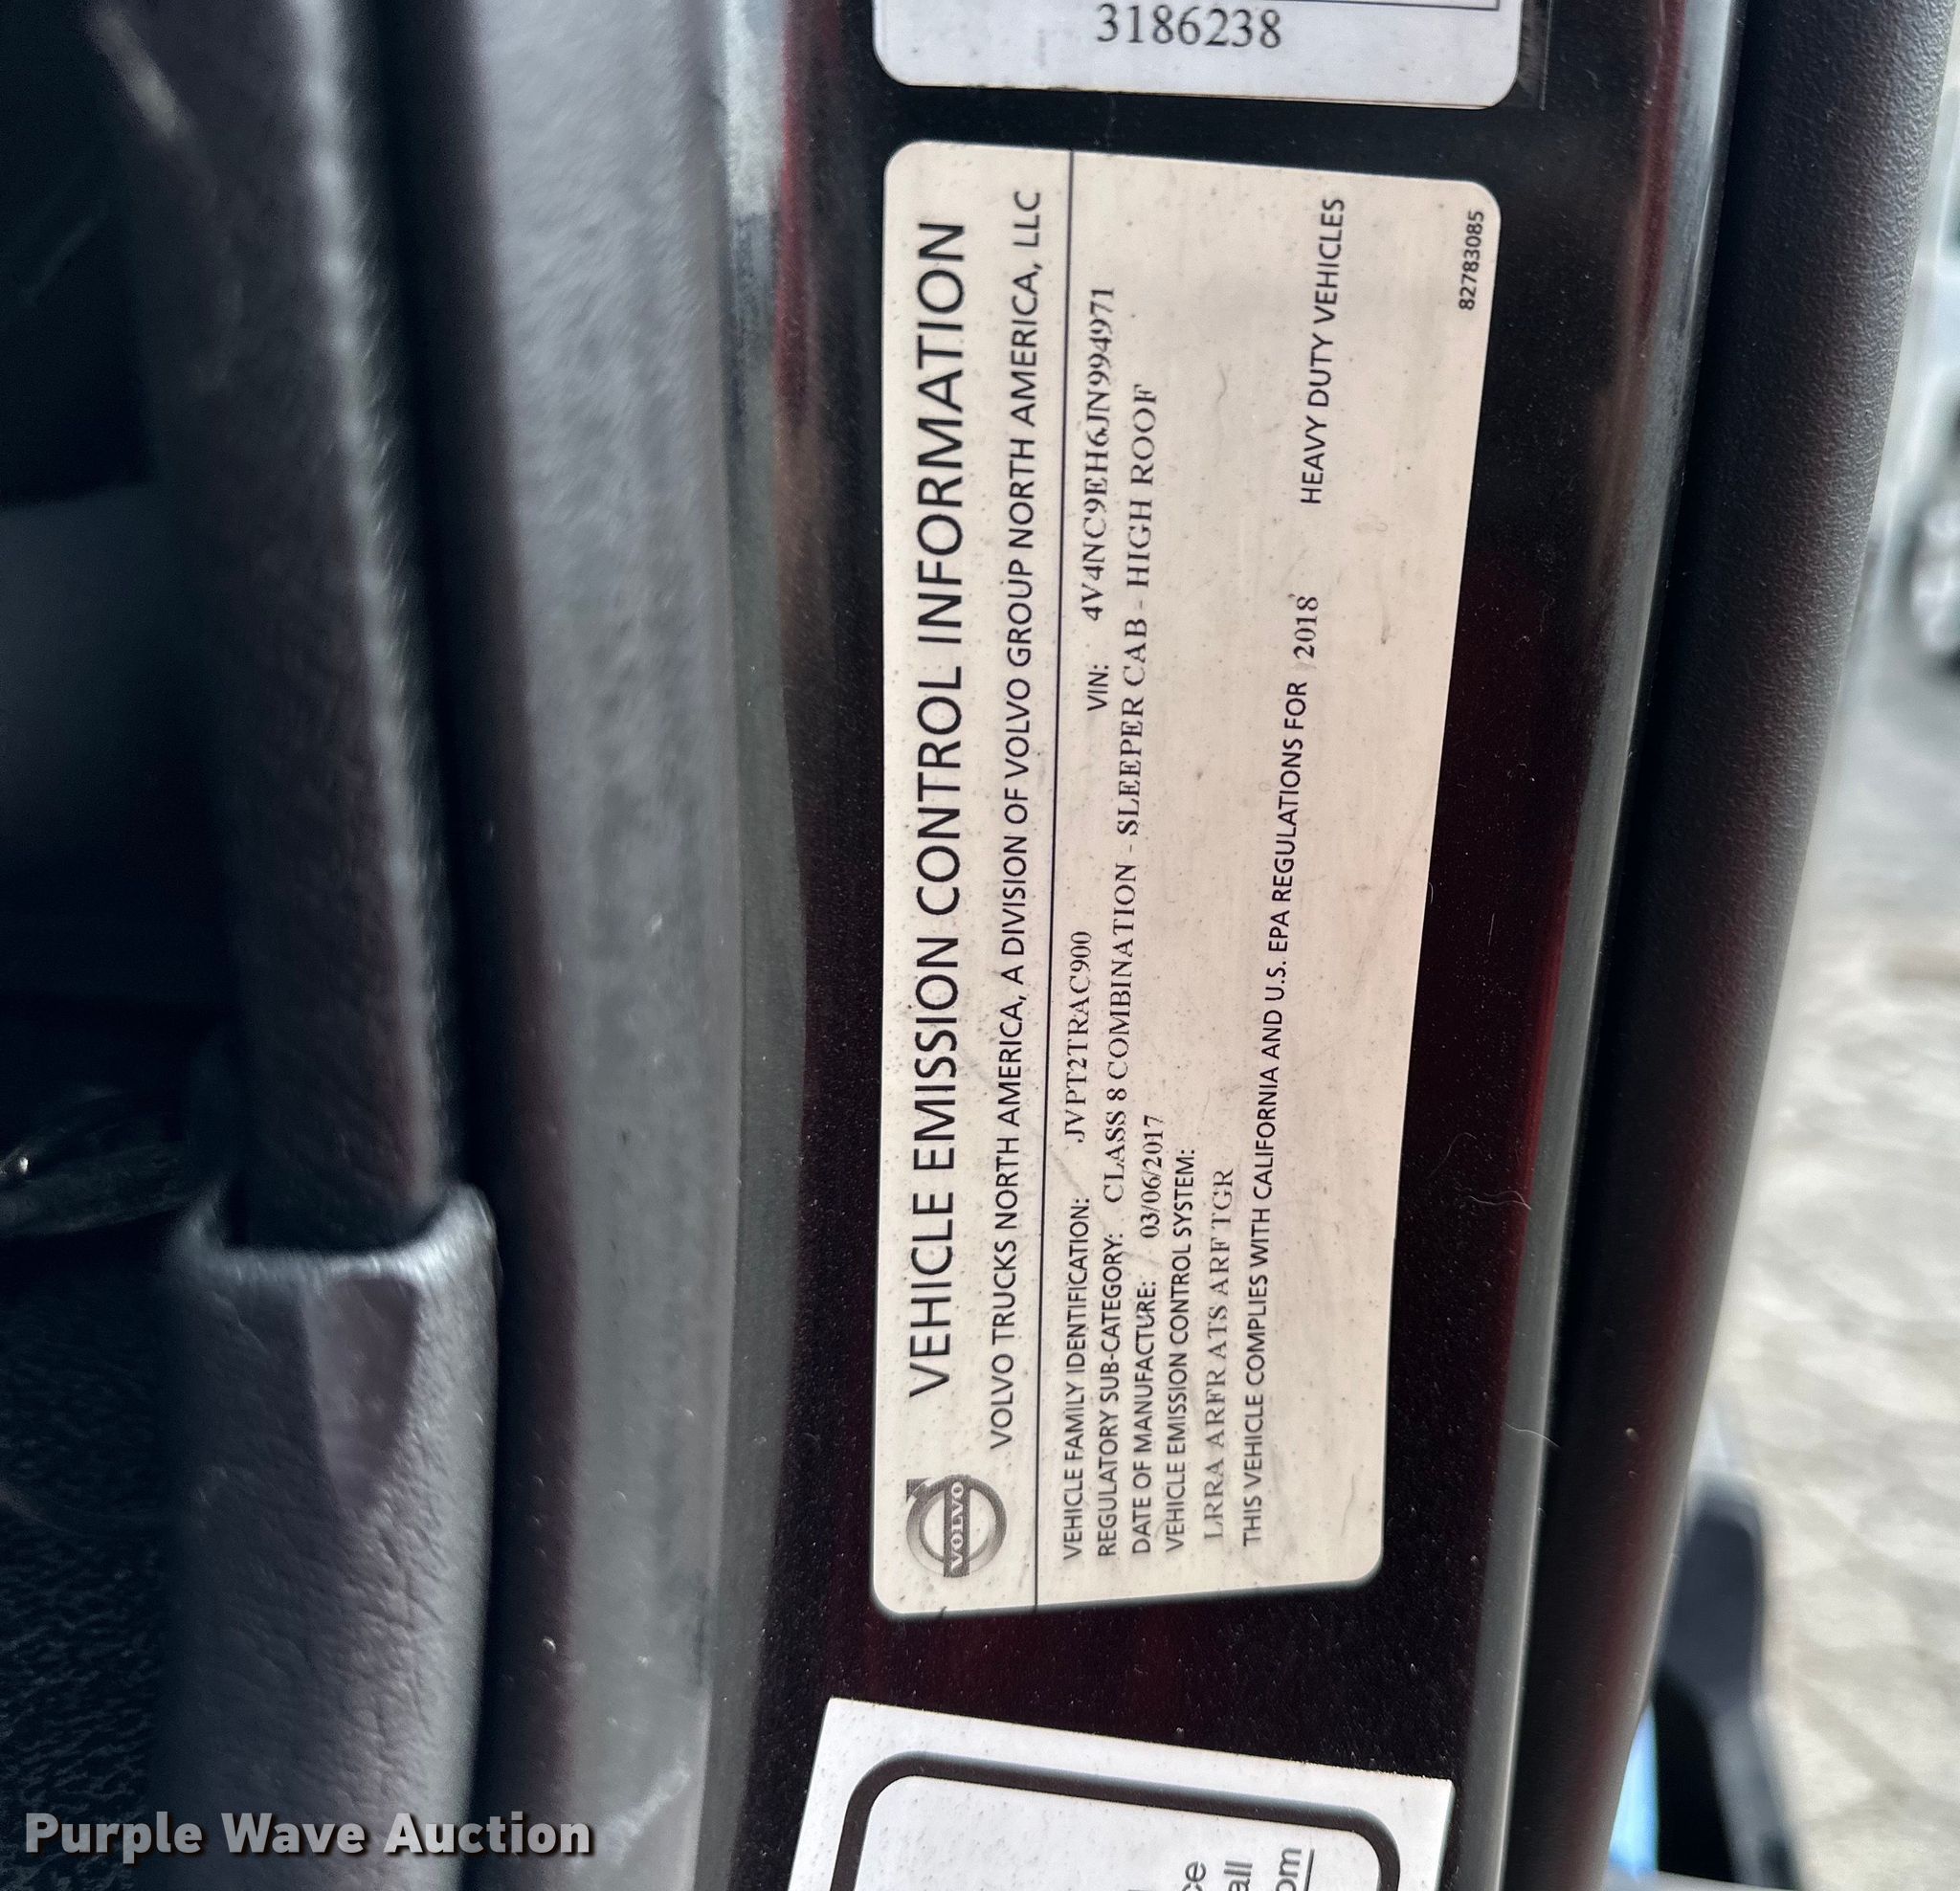 3186238
VEHICLE EMISSION CONTROL INFORMATION
VOLVO TRUCKS NORTH AMERICA, A DIVISION OF VOLVO GROUP NORTH AMERICA, LLC
VOLVO
VEHICLE FAMILY IDENTIFICATION: JVPT2TRAC900 VIN: 4V4NC9EH6JN994971
REGULATORY SUB-CATEGORY: CLASS 8 COMBINATION - SLEEPER CAB - HIGH ROOF
DATE OF MANUFACTURE: 03/06/2017
VEHICLE EMISSION CONTROL SYSTEM:
LRRA ARFRATS ARF TGR
THIS VEHICLE COMPLIES WITH CALIFORNIA AND U.S. EPA REGULATIONS FOR 2018 HEAVY DUTY VEHICLES
82783085
Purple Wave Auction